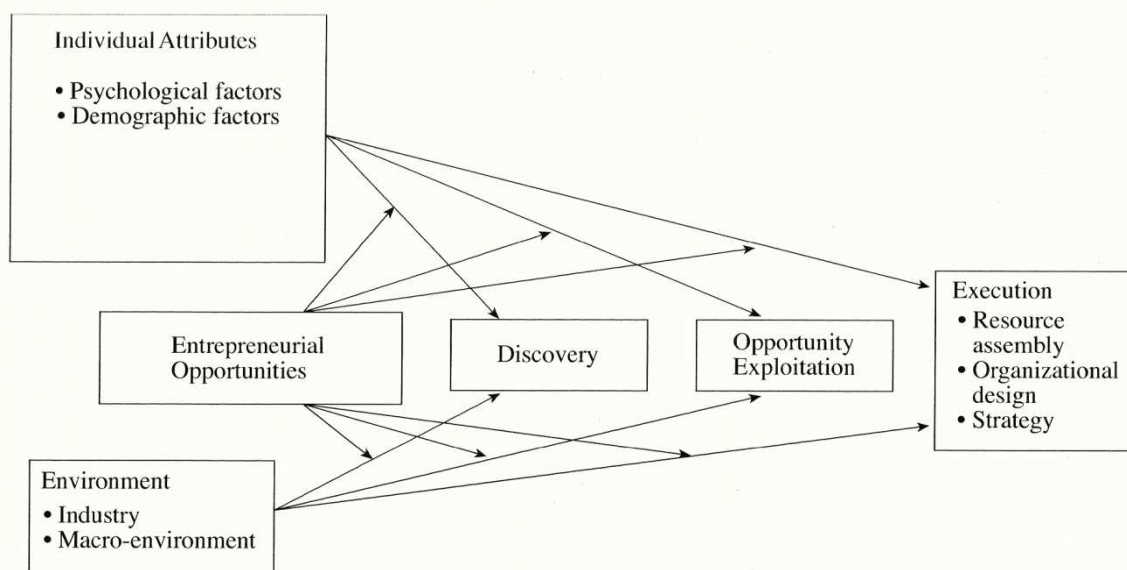 Individual Attributes
• Psychological factors
• Demographic factors
Entrepreneurial
Opportunities
Discovery
Opportunity
Exploitation
Execution
• Resource
assembly
• Organizational
design
• Strategy
Environment
• Industry
• Macro-environment